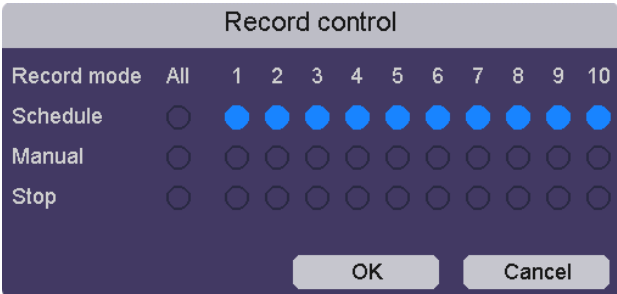 Record control
Record mode All 1 2 3 4 5 6 7 8 9 10
Schedule
Manual
Stop
OK Cancel